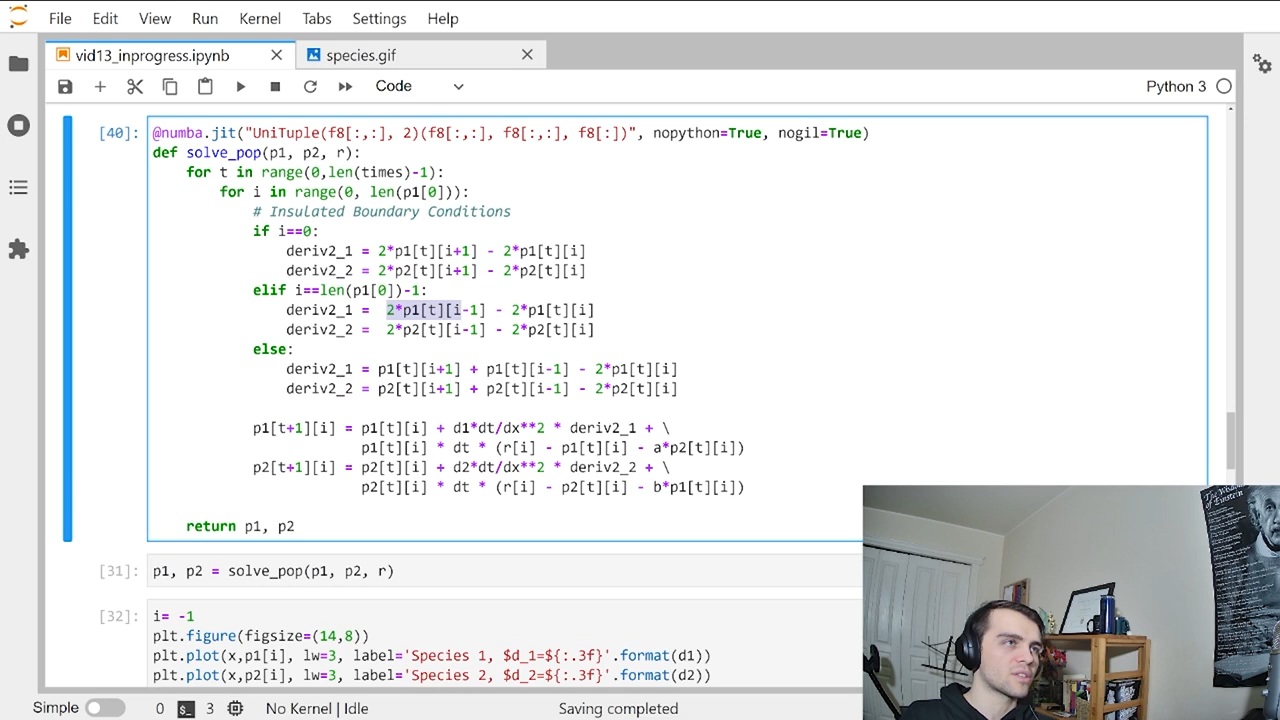 File Edit View Run Kernel Tabs Settings Help
vid13_inprogress.ipynb
species.gif
Code
Python 3
[40]:
@numba.jit("UniTuple(f8[:,:], 2)(f8[:,:], f8[:,:], f8[:])", nopython=True, nogil=True)
def solve_pop(p1, p2, r):
for t in range(0,len(times)-1):
for i in range(0, len(p1[0])):
# Insulated Boundary Conditions
if i==0:
deriv2_1 = 2*p1[t][i+1] - 2*p1[t][i]
deriv2_2 = 2*p2[t][i+1] - 2*p2[t][i]
elif i==len(p1[0])-1:
deriv2_1 =  2*p1[t][i-1] - 2*p1[t][i]
deriv2_2 =  2*p2[t][i-1] - 2*p2[t][i]
else:
deriv2_1 = p1[t][i+1] + p1[t][i-1] - 2*p1[t][i]
deriv2_2 = p2[t][i+1] + p2[t][i-1] - 2*p2[t][i]
p1[t+1][i] = p1[t][i] + d1*dt/dx**2 * deriv2_1 + \
p1[t][i] * dt * (r[i] - p1[t][i] - a*p2[t][i])
p2[t+1][i] = p2[t][i] + d2*dt/dx**2 * deriv2_2 + \
p2[t][i] * dt * (r[i] - p2[t][i] - b*p1[t][i])
return p1, p2
[31]:
p1, p2 = solve_pop(p1, p2, r)
[32]:
i= -1
plt.figure(figsize=(14,8))
plt.plot(x,p1[i], lw=3, label='Species 1, $d_1=${:.3f}'.format(d1))
plt.plot(x,p2[i], lw=3, label='Species 2, $d_2=${:.3f}'.format(d2))
Simple 0 3 No Kernel | Idle Saving completed